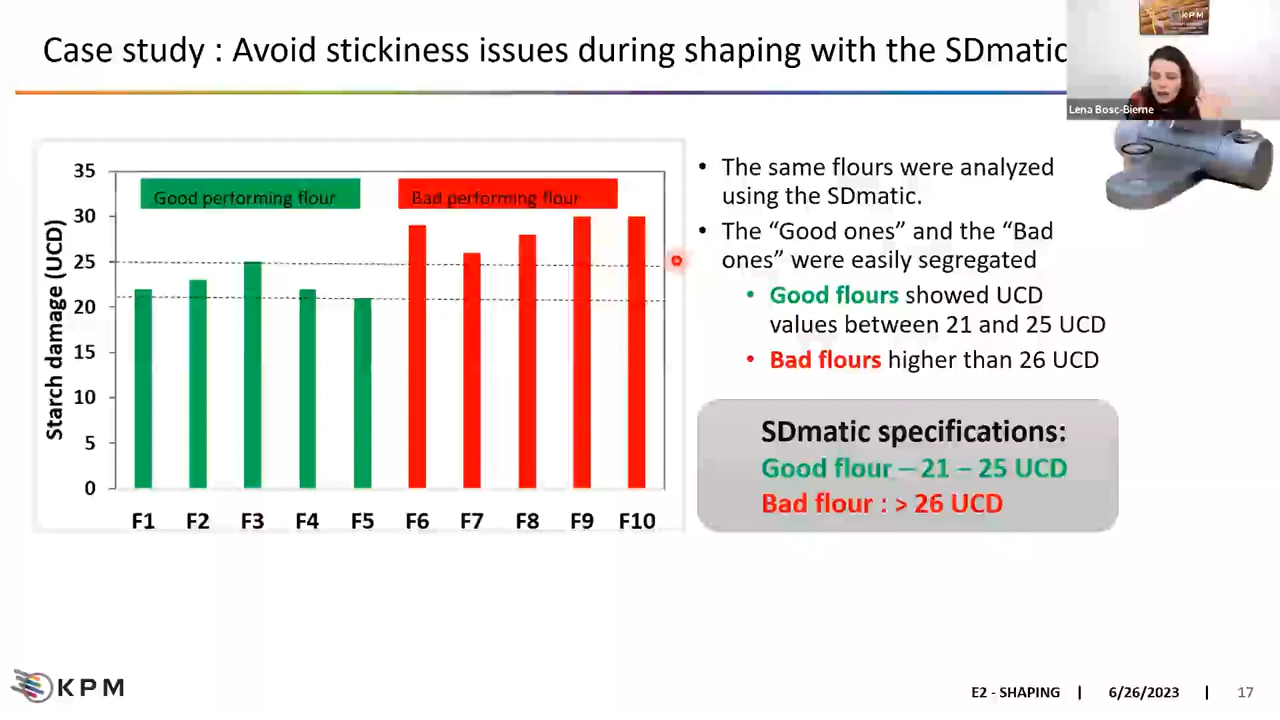 Case study : Avoid stickiness issues during shaping with the SDmatic
KPM
Lena Bosc-Bierne
Starch damage (UCD)
35
30
25
20
15
10
5
0
Good performing flour
Bad performing flour
F1 F2 F3 F4 F5 F6 F7 F8 F9 F10
• The same flours were analyzed
using the SDmatic.
• The “Good ones” and the “Bad
ones” were easily segregated
• Good flours showed UCD
values between 21 and 25 UCD
• Bad flours higher than 26 UCD
SDmatic specifications:
Good flour – 21 – 25 UCD
Bad flour : > 26 UCD
KPM
E2 - SHAPING | 6/26/2023 | 17